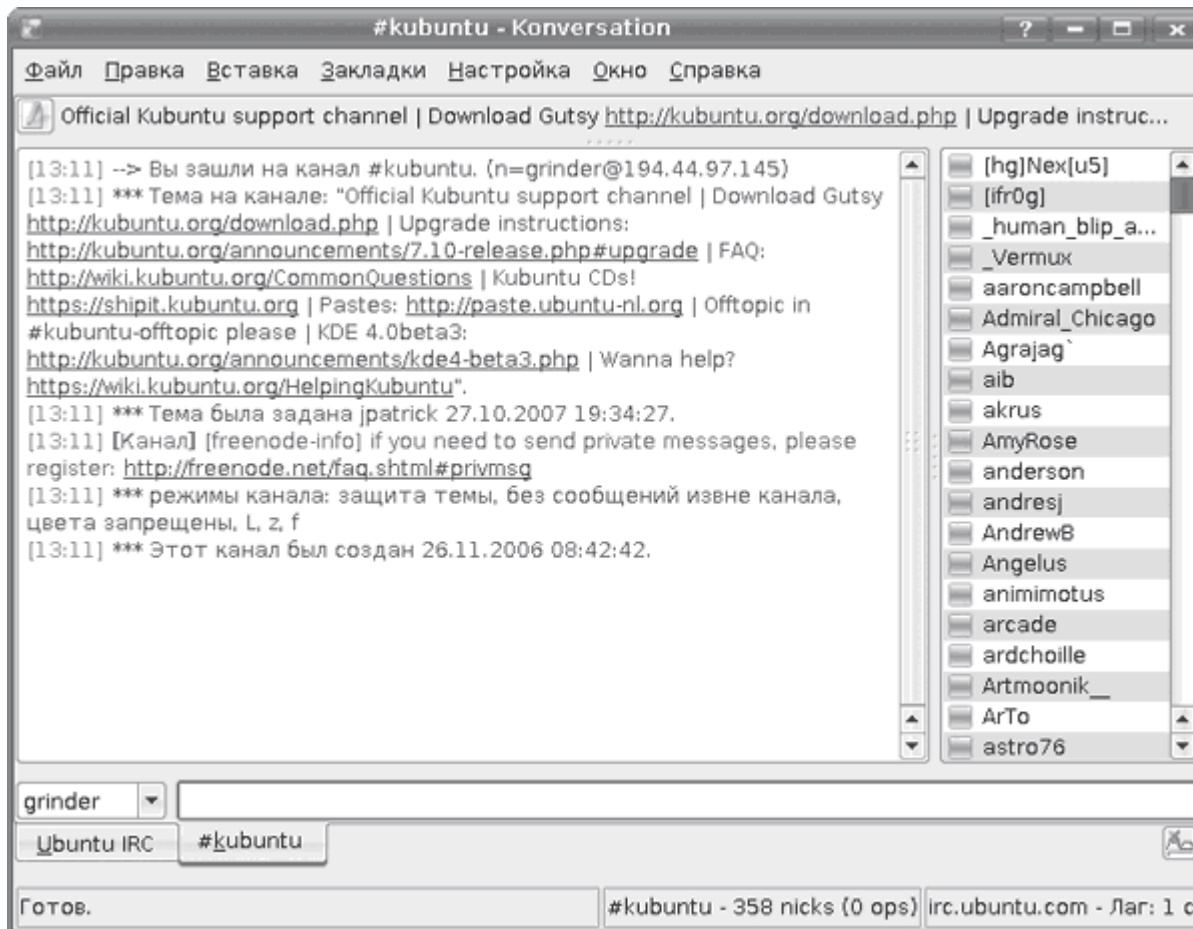 #kubuntu - Konversation
Файл Правка Вставка Закладки Настройка Окно Справка
Official Kubuntu support channel | Download Gutsy http://kubuntu.org/download.php | Upgrade instruc...
[13:11] --> Вы зашли на канал #kubuntu. (n=grinder@194.44.97.145)
[13:11] *** Тема на канале: "Official Kubuntu support channel | Download Gutsy
http://kubuntu.org/download.php | Upgrade instructions:
http://kubuntu.org/announcements/7.10-release.php#upgrade | FAQ:
http://wiki.kubuntu.org/CommonQuestions | Kubuntu CDs!
https://shipit.kubuntu.org | Pastes: http://paste.ubuntu-nl.org | Offtopic in
#kubuntu-offtopic please | KDE 4.0beta3:
http://kubuntu.org/announcements/kde4-beta3.php | Wanna help?
https://wiki.kubuntu.org/HelpingKubuntu".
[13:11] *** Тема была задана jpatrick 27.10.2007 19:34:27.
[13:11] [Канал] [freenode-info] if you need to send private messages, please
register: http://freenode.net/faq.shtml#privmsg
[13:11] *** режимы канала: защита темы, без сообщений извне канала,
цвета запрещены, L, z, f
[13:11] *** Этот канал был создан 26.11.2006 08:42:42.
[hg]Nex[u5]
[ifr0g]
_human_blip_a...
_Vermux
aaroncampbell
Admiral_Chicago
Agrajag`
aib
akrus
AmyRose
anderson
andresj
AndrewB
Angelus
animimotus
arcade
ardchoille
Artmoonik__
ArTo
astro76
grinder
Ubuntu IRC
#kubuntu
Готов.
#kubuntu - 358 nicks (0 ops)
irc.ubuntu.com - Лаг: 1 с